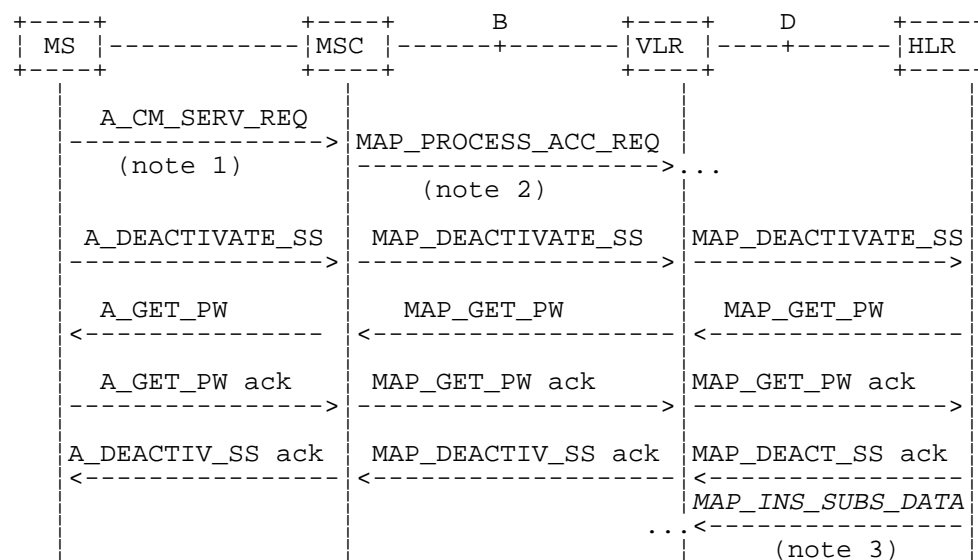 B D
MS MSC VLR HLR
A_CM_SERV_REQ
MAP_PROCESS_ACC_REQ
(note 1) ...
(note 2)
A_DEACTIVATE_SS MAP_DEACTIVATE_SS MAP_DEACTIVATE_SS
A_GET_PW MAP_GET_PW MAP_GET_PW
A_GET_PW ack MAP_GET_PW ack MAP_GET_PW ack
A_DEACTIV_SS ack MAP_DEACTIV_SS ack MAP_DEACT_SS ack
MAP_INS_SUBS_DATA
...
(note 3)